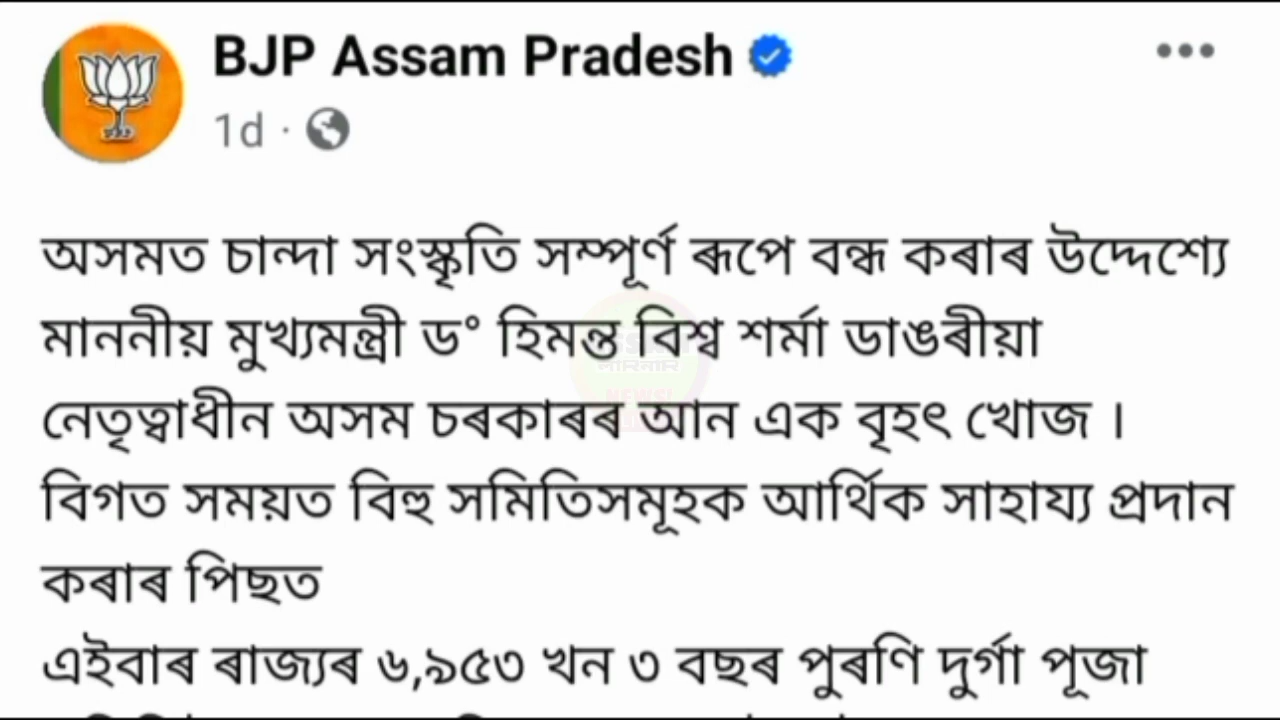 BJP Assam Pradesh
1d ·
অসমত চান্দা সংস্কৃতি সম্পূৰ্ণ ৰূপে বন্ধ কৰাৰ উদ্দেশ্যে
মাননীয় মুখ্যমন্ত্ৰী ড° হিমন্ত বিশ্ব শৰ্মা ডাঙৰীয়া
নেতৃত্বাধীন অসম চৰকাৰৰ আন এক বৃহৎ খোজ ।
বিগত সময়ত বিহু সমিতিসমূহক আৰ্থিক সাহায্য প্ৰদান
কৰাৰ পিছত
এইবাৰ ৰাজ্যৰ ৬,৯৫৩ খন ৩ বছৰ পুৰণি দুৰ্গা পূজা